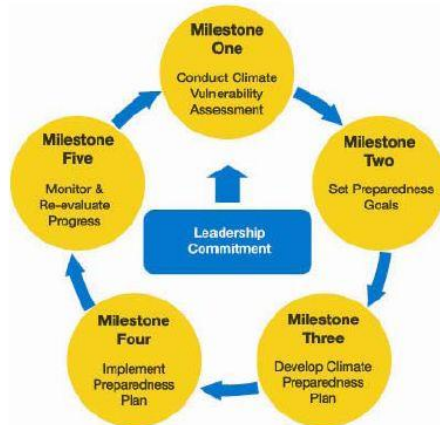 Milestone
One
Conduct Climate
Vulnerability
Assessment
Milestone
Two
Set Preparedness
Goals
Milestone
Three
Develop Climate
Preparedness
Plan
Milestone
Four
Implement
Preparedness
Plan
Milestone
Five
Monitor &
Re-evaluate
Progress
Leadership
Commitment